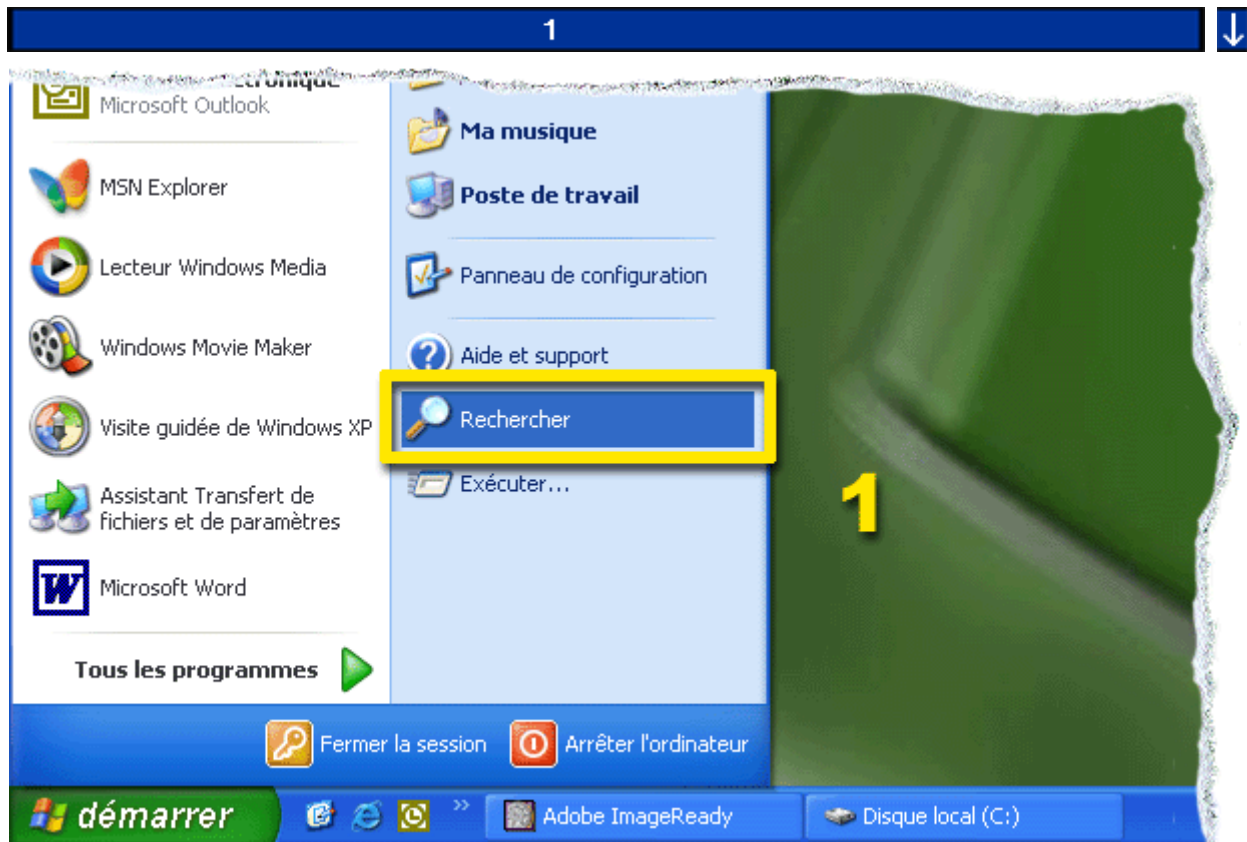 1
Microsoft Outlook
MSN Explorer
Lecteur Windows Media
Windows Movie Maker
Visite guidée de Windows XP
Assistant Transfert de
fichiers et de paramètres
Microsoft Word
Tous les programmes
Ma musique
Poste de travail
Panneau de configuration
Aide et support
Rechercher
Exécuter...
1
Fermer la session
Arrêter l'ordinateur
démarrer
»
Adobe ImageReady
Disque local (C:)